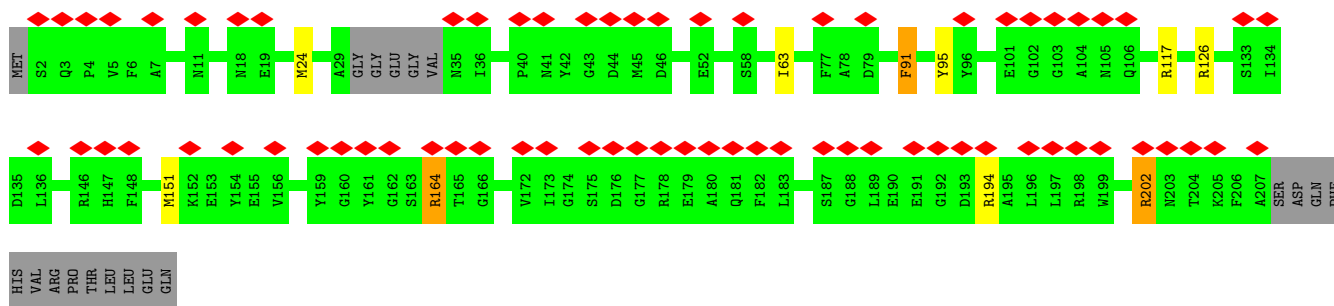 MET S2 Q3 P4 V5 F6 A7 N11 N18 E19 M24 A29 GLY GLY GLU GLY VAL N35 I36 P40 N41 Y42 G43 D44 M45 D46 E52 S58 I63 F77 A78 D79 F91 Y95 Y96 E101 G102 G103 A104 N105 Q106 R117 R126 S133 I134
D135 L136 R146 H147 F148 M151 K152 E153 Y154 E155 V156 Y159 G160 Y161 G162 S163 R164 T165 G166 V172 I173 G174 S175 D176 G177 R178 E179 A180 Q181 F182 L183 S187 G188 L189 E190 E191 G192 D193 R194 A195 L196 L197 R198 W199 R202 N203 T204 K205 F206 A207 SER ASP GLN PHE
HIS VAL ARG PRO THR LEU LEU GLU GLN